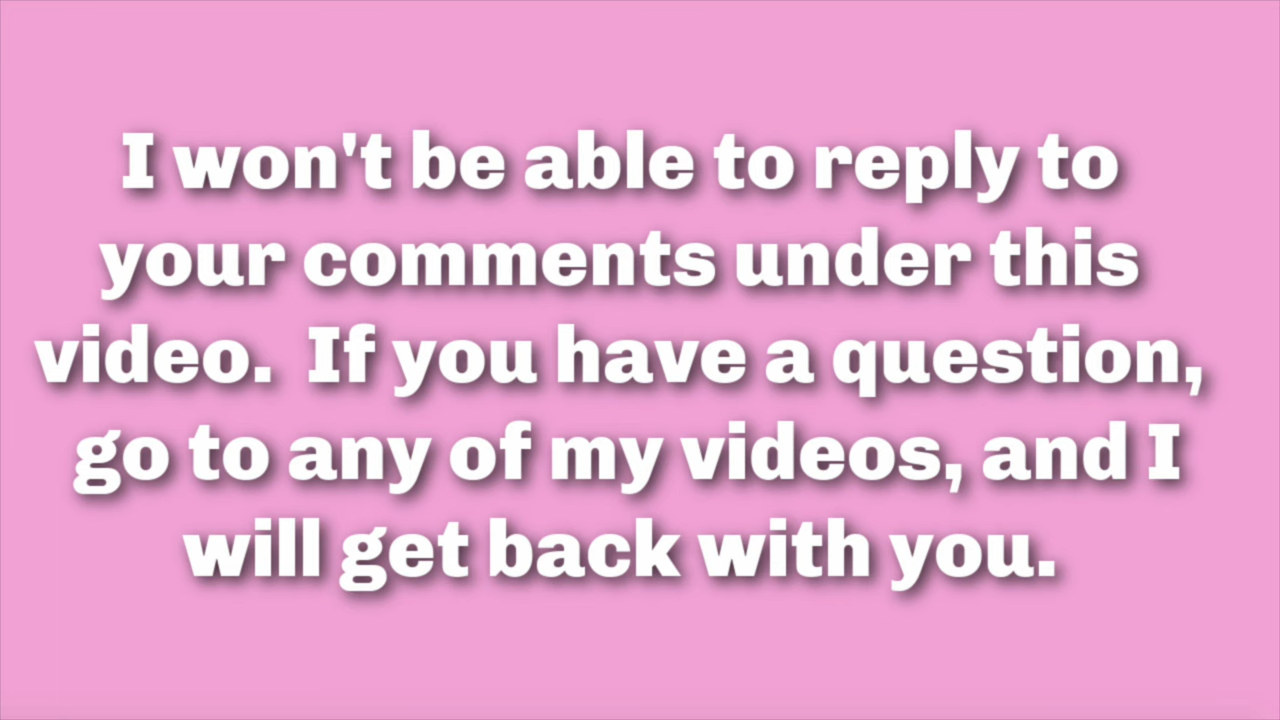 I won't be able to reply to
your comments under this
video.  If you have a question,
go to any of my videos, and I
will get back with you.